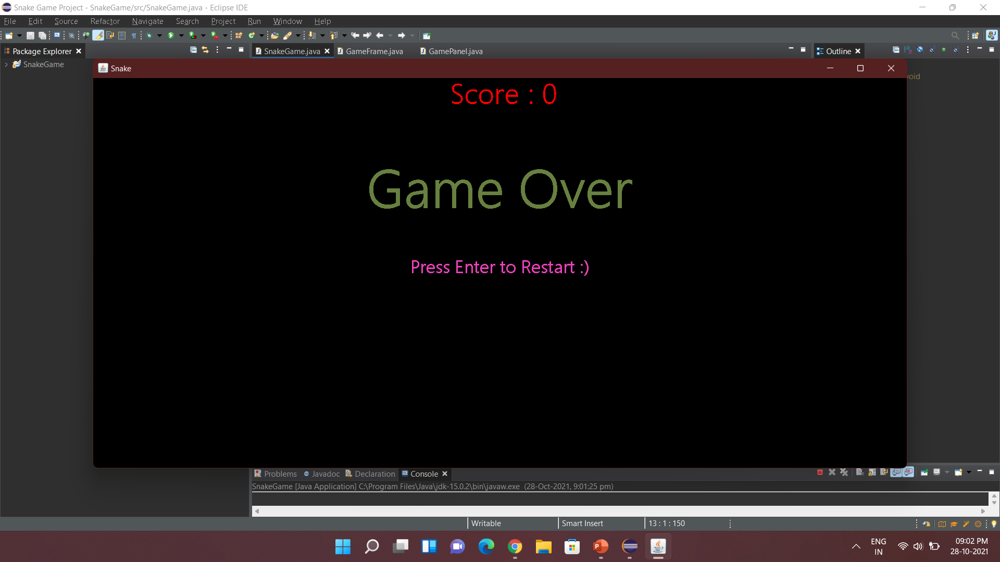 Snake Game Project - SnakeGame/src/SnakeGame.java - Eclipse IDE
File Edit Source Refactor Navigate Search Project Run Window Help
Package Explorer
SnakeGame.java GameFrame.java GamePanel.java
Outline
SnakeGame
Snake
void
Score : 0
Game Over
Press Enter to Restart :)
Problems Javadoc Declaration Console
SnakeGame [Java Application] C:\Program Files\Java\jdk-15.0.2\bin\javaw.exe (28-Oct-2021, 9:01:25 pm)
Writable Smart Insert 13 : 1 : 150
ENG
IN
09:02 PM
28-10-2021